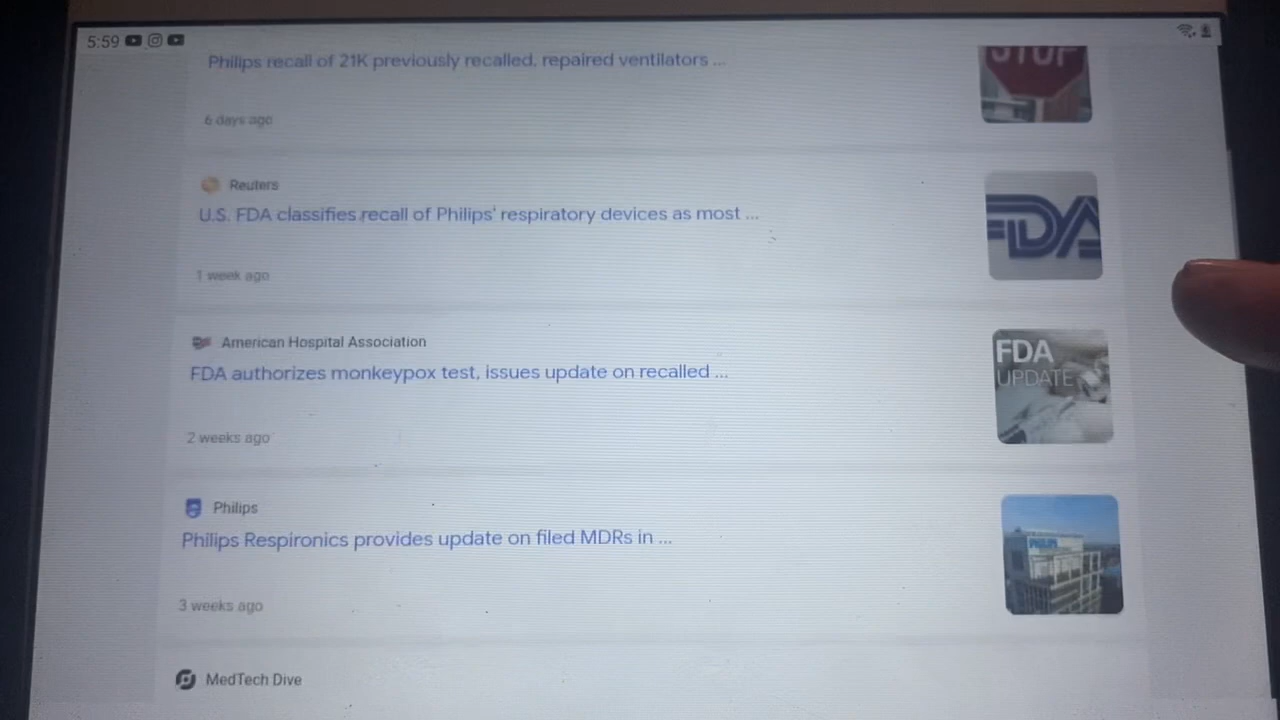 5:59
Philips recall of 21K previously recalled, repaired ventilators ...
6 days ago
STOP
Reuters
U.S. FDA classifies recall of Philips' respiratory devices as most ...
1 week ago
FDA
American Hospital Association
FDA authorizes monkeypox test, issues update on recalled ...
2 weeks ago
FDA
UPDATE
Philips
Philips Respironics provides update on filed MDRs in ...
3 weeks ago
PHILIPS
MedTech Dive